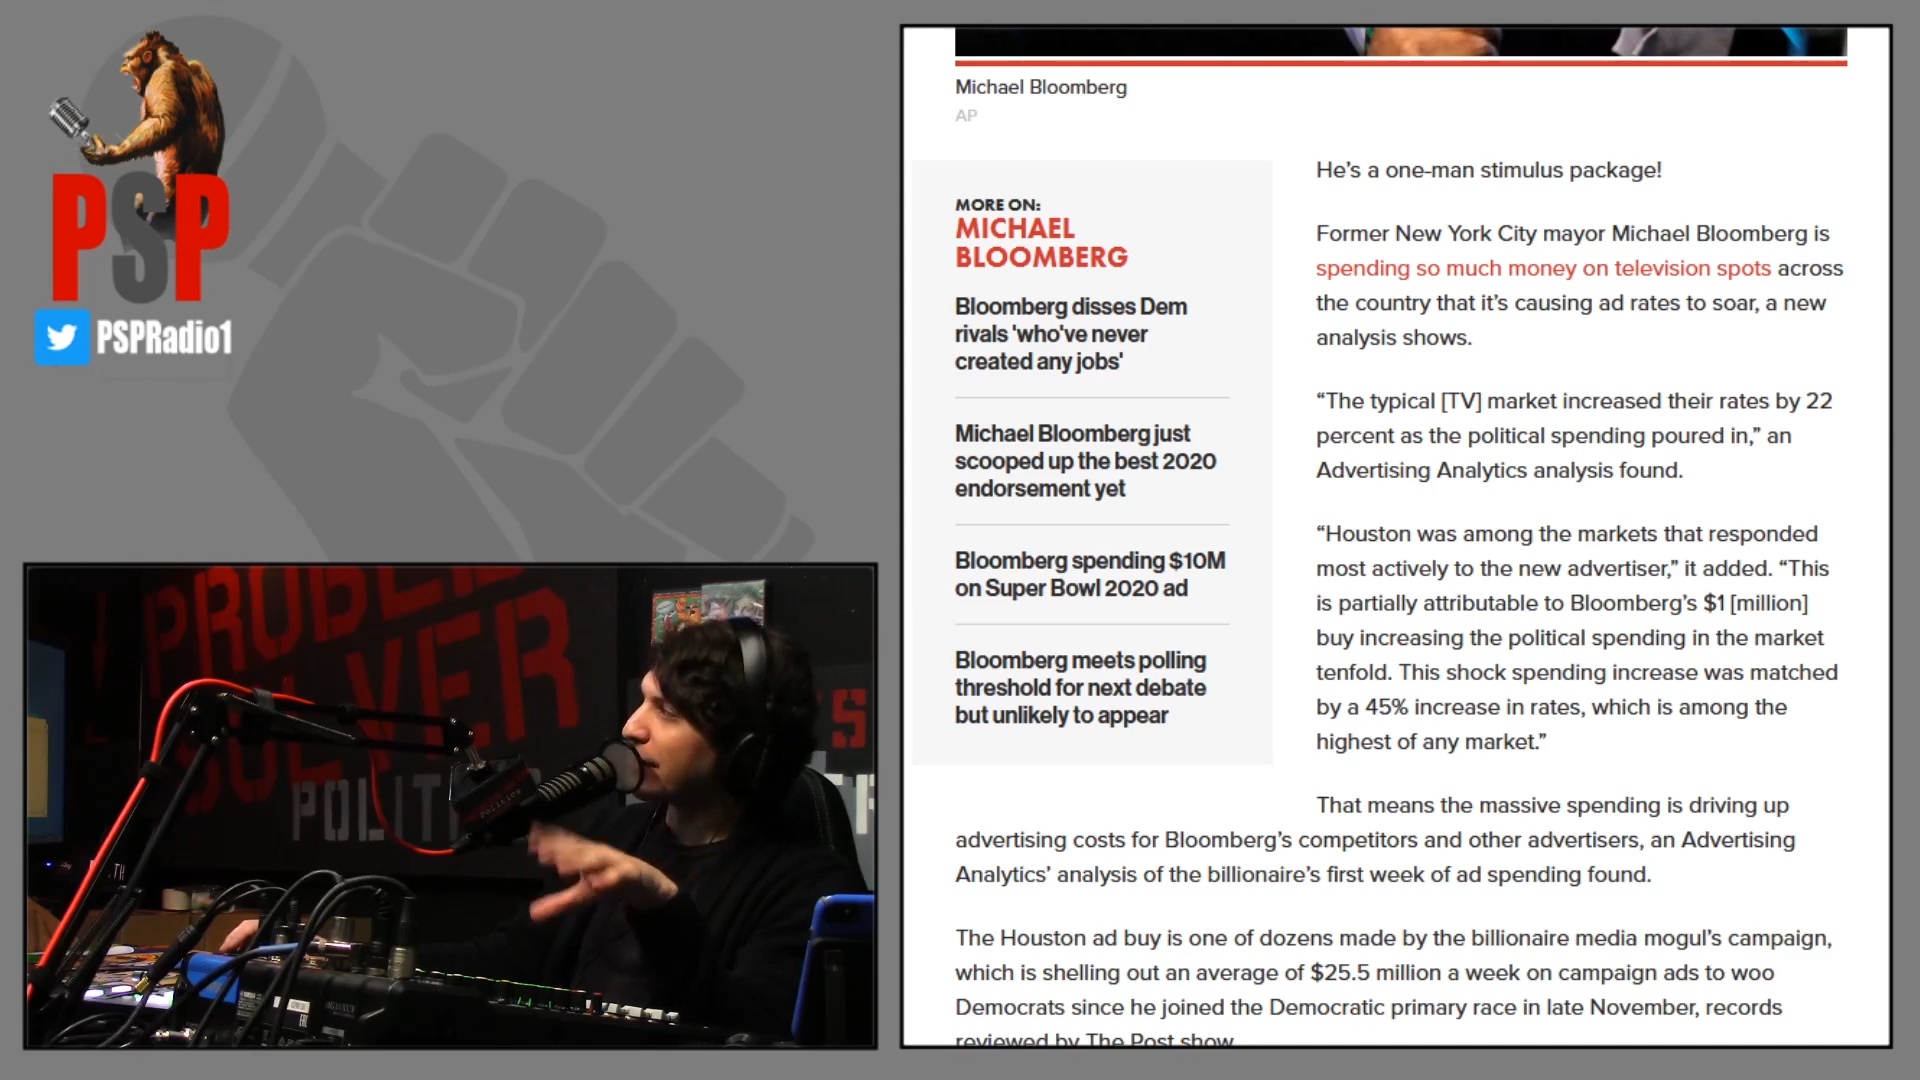 PSP
PSPRadio1
PROBLE
SOLVER
POLIT
Politics
Michael Bloomberg
AP
MORE ON:
MICHAEL
BLOOMBERG
Bloomberg disses Dem
rivals 'who've never
created any jobs'
Michael Bloomberg just
scooped up the best 2020
endorsement yet
Bloomberg spending $10M
on Super Bowl 2020 ad
Bloomberg meets polling
threshold for next debate
but unlikely to appear
He’s a one-man stimulus package!
Former New York City mayor Michael Bloomberg is
spending so much money on television spots across
the country that it’s causing ad rates to soar, a new
analysis shows.
“The typical [TV] market increased their rates by 22
percent as the political spending poured in,” an
Advertising Analytics analysis found.
“Houston was among the markets that responded
most actively to the new advertiser,” it added. “This
is partially attributable to Bloomberg’s $1 [million]
buy increasing the political spending in the market
tenfold. This shock spending increase was matched
by a 45% increase in rates, which is among the
highest of any market.”
That means the massive spending is driving up
advertising costs for Bloomberg’s competitors and other advertisers, an Advertising
Analytics’ analysis of the billionaire’s first week of ad spending found.
The Houston ad buy is one of dozens made by the billionaire media mogul’s campaign,
which is shelling out an average of $25.5 million a week on campaign ads to woo
Democrats since he joined the Democratic primary race in late November, records
reviewed by The Post show.